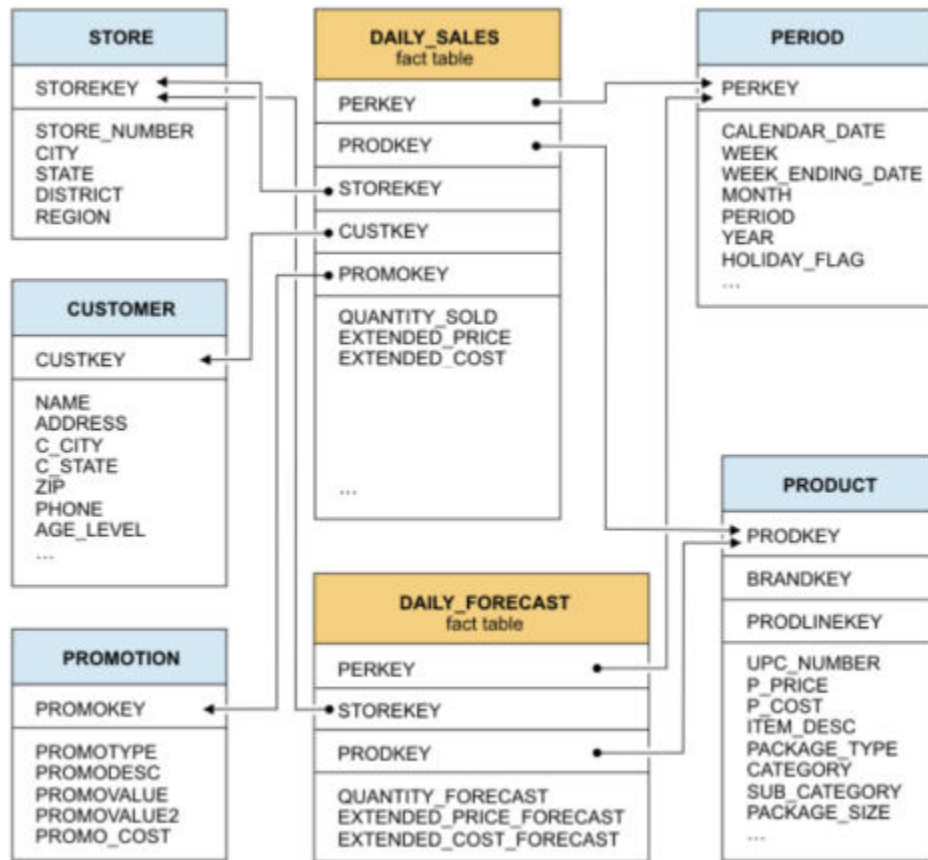 STORE
STOREKEY
STORE_NUMBER
CITY
STATE
DISTRICT
REGION
CUSTOMER
CUSTKEY
NAME
ADDRESS
C_CITY
C_STATE
ZIP
PHONE
AGE_LEVEL
...
PROMOTION
PROMOKEY
PROMOTYPE
PROMODESC
PROMOVALUE
PROMOVALUE2
PROMO_COST
DAILY_SALES
fact table
PERKEY
PRODKEY
STOREKEY
CUSTKEY
PROMOKEY
QUANTITY_SOLD
EXTENDED_PRICE
EXTENDED_COST
...
DAILY_FORECAST
fact table
PERKEY
STOREKEY
PRODKEY
QUANTITY_FORECAST
EXTENDED_PRICE_FORECAST
EXTENDED_COST_FORECAST
PERIOD
PERKEY
CALENDAR_DATE
WEEK
WEEK_ENDING_DATE
MONTH
PERIOD
YEAR
HOLIDAY_FLAG
...
PRODUCT
PRODKEY
BRANDKEY
PRODLINEKEY
UPC_NUMBER
P_PRICE
P_COST
ITEM_DESC
PACKAGE_TYPE
CATEGORY
SUB_CATEGORY
PACKAGE_SIZE
...